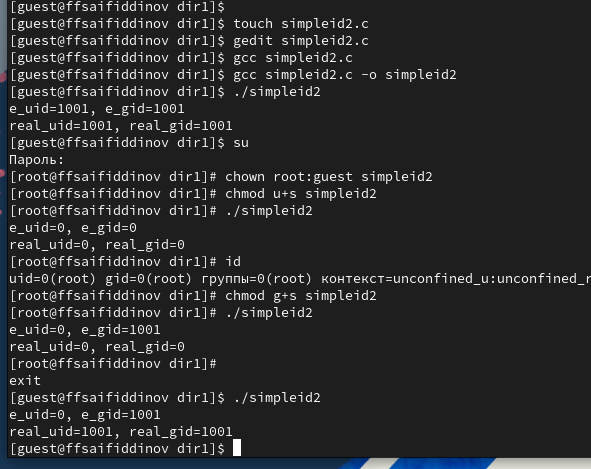 [guest@ffsaifiddinov dir1]$
[guest@ffsaifiddinov dir1]$ touch simpleid2.c
[guest@ffsaifiddinov dir1]$ gedit simpleid2.c
[guest@ffsaifiddinov dir1]$ gcc simpleid2.c
[guest@ffsaifiddinov dir1]$ gcc simpleid2.c -o simpleid2
[guest@ffsaifiddinov dir1]$ ./simpleid2
e_uid=1001, e_gid=1001
real_uid=1001, real_gid=1001
[guest@ffsaifiddinov dir1]$ su
Пароль:
[root@ffsaifiddinov dir1]# chown root:guest simpleid2
[root@ffsaifiddinov dir1]# chmod u+s simpleid2
[root@ffsaifiddinov dir1]# ./simpleid2
e_uid=0, e_gid=0
real_uid=0, real_gid=0
[root@ffsaifiddinov dir1]# id
uid=0(root) gid=0(root) группы=0(root) контекст=unconfined_u:unconfined_r
[root@ffsaifiddinov dir1]# chmod g+s simpleid2
[root@ffsaifiddinov dir1]# ./simpleid2
e_uid=0, e_gid=1001
real_uid=0, real_gid=0
[root@ffsaifiddinov dir1]#
exit
[guest@ffsaifiddinov dir1]$ ./simpleid2
e_uid=0, e_gid=1001
real_uid=1001, real_gid=1001
[guest@ffsaifiddinov dir1]$